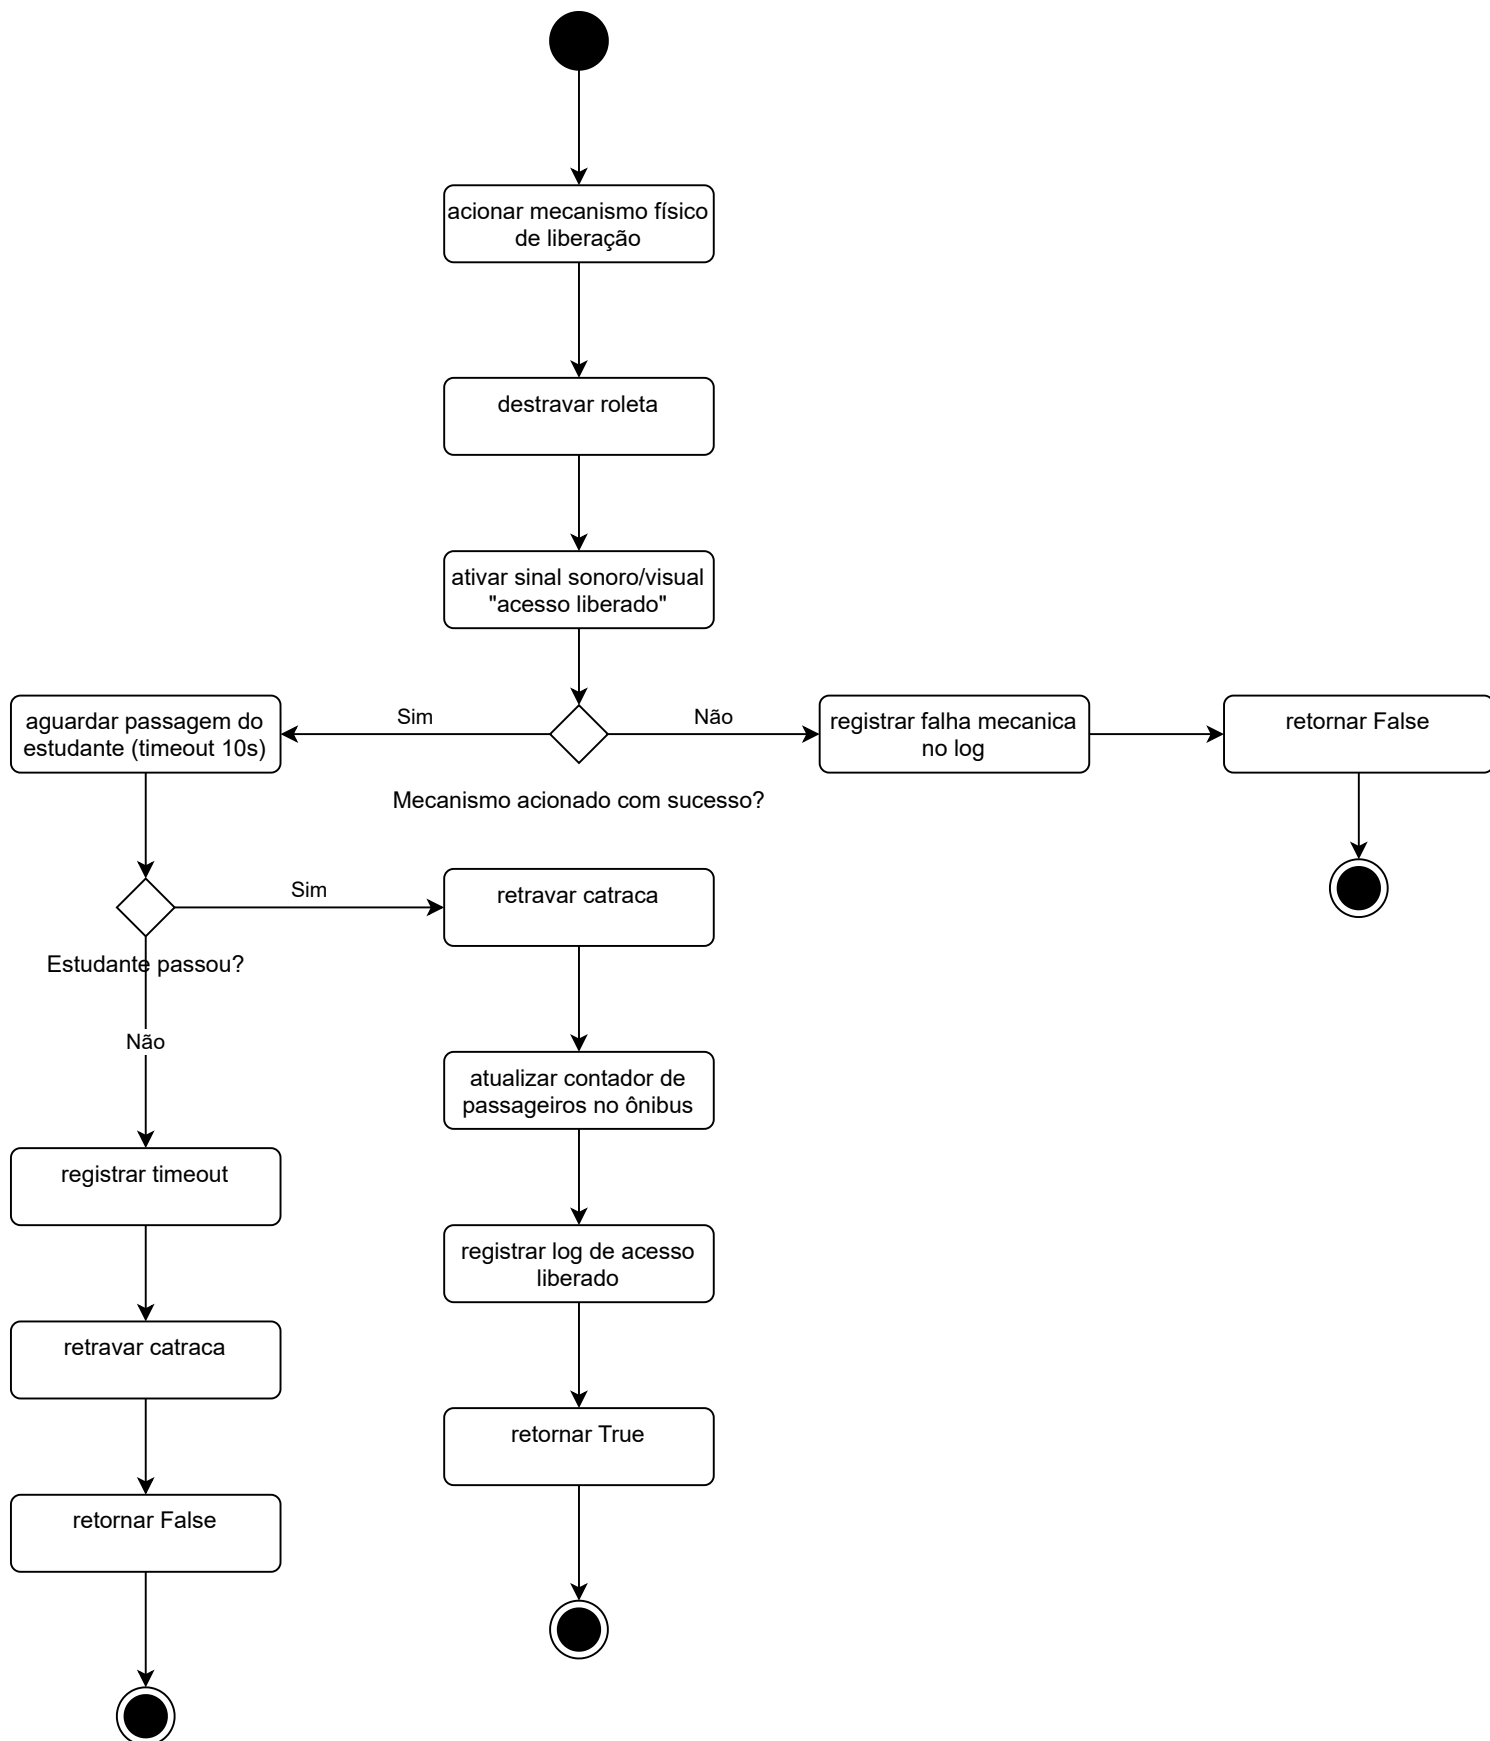 acionar mecanismo físico
de liberação
destravar roleta
ativar sinal sonoro/visual
"acesso liberado"
aguardar passagem do
estudante (timeout 10s)
Sim
Não
registrar falha mecanica
no log
retornar False
Mecanismo acionado com sucesso?
Sim
retravar catraca
Estudante passou?
Não
atualizar contador de
passageiros no ônibus
registrar timeout
registrar log de acesso
liberado
retravar catraca
retornar True
retornar False